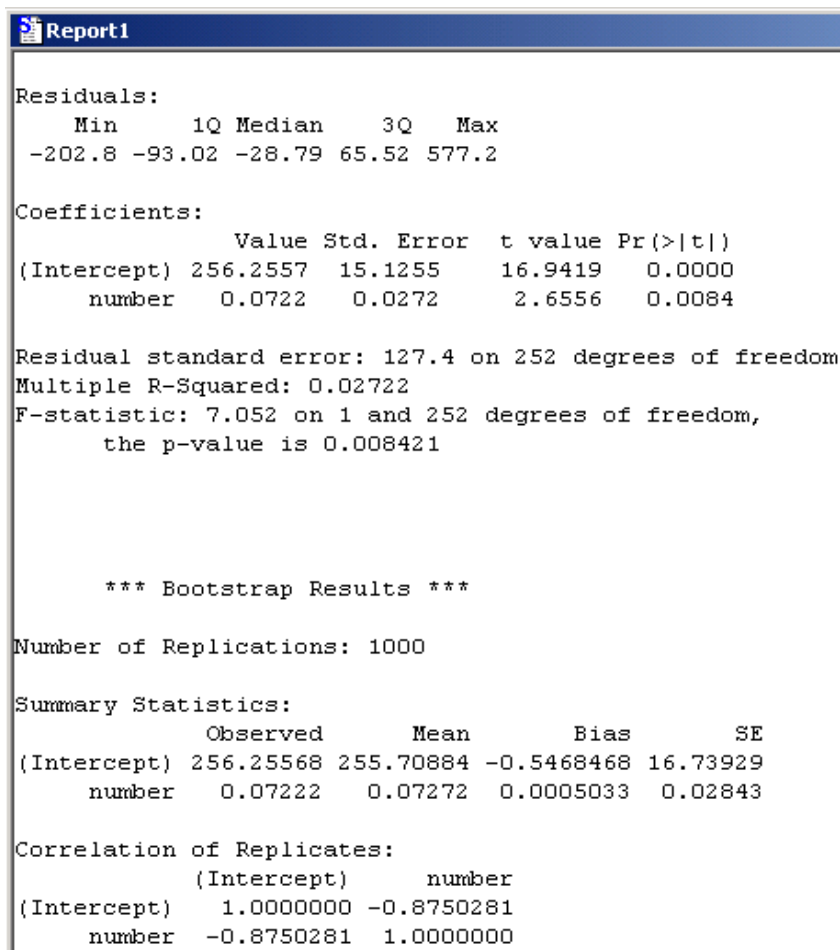 Report1
Residuals:
Min 1Q Median 3Q Max
-202.8 -93.02 -28.79 65.52 577.2
Coefficients:
Value Std. Error t value Pr(>|t|)
(Intercept) 256.2557 15.1255 16.9419 0.0000
number 0.0722 0.0272 2.6556 0.0084
Residual standard error: 127.4 on 252 degrees of freedom
Multiple R-Squared: 0.02722
F-statistic: 7.052 on 1 and 252 degrees of freedom,
the p-value is 0.008421
*** Bootstrap Results ***
Number of Replications: 1000
Summary Statistics:
Observed Mean Bias SE
(Intercept) 256.25568 255.70884 -0.5468468 16.73929
number 0.07222 0.07272 0.0005033 0.02843
Correlation of Replicates:
(Intercept) number
(Intercept) 1.0000000 -0.8750281
number -0.8750281 1.0000000